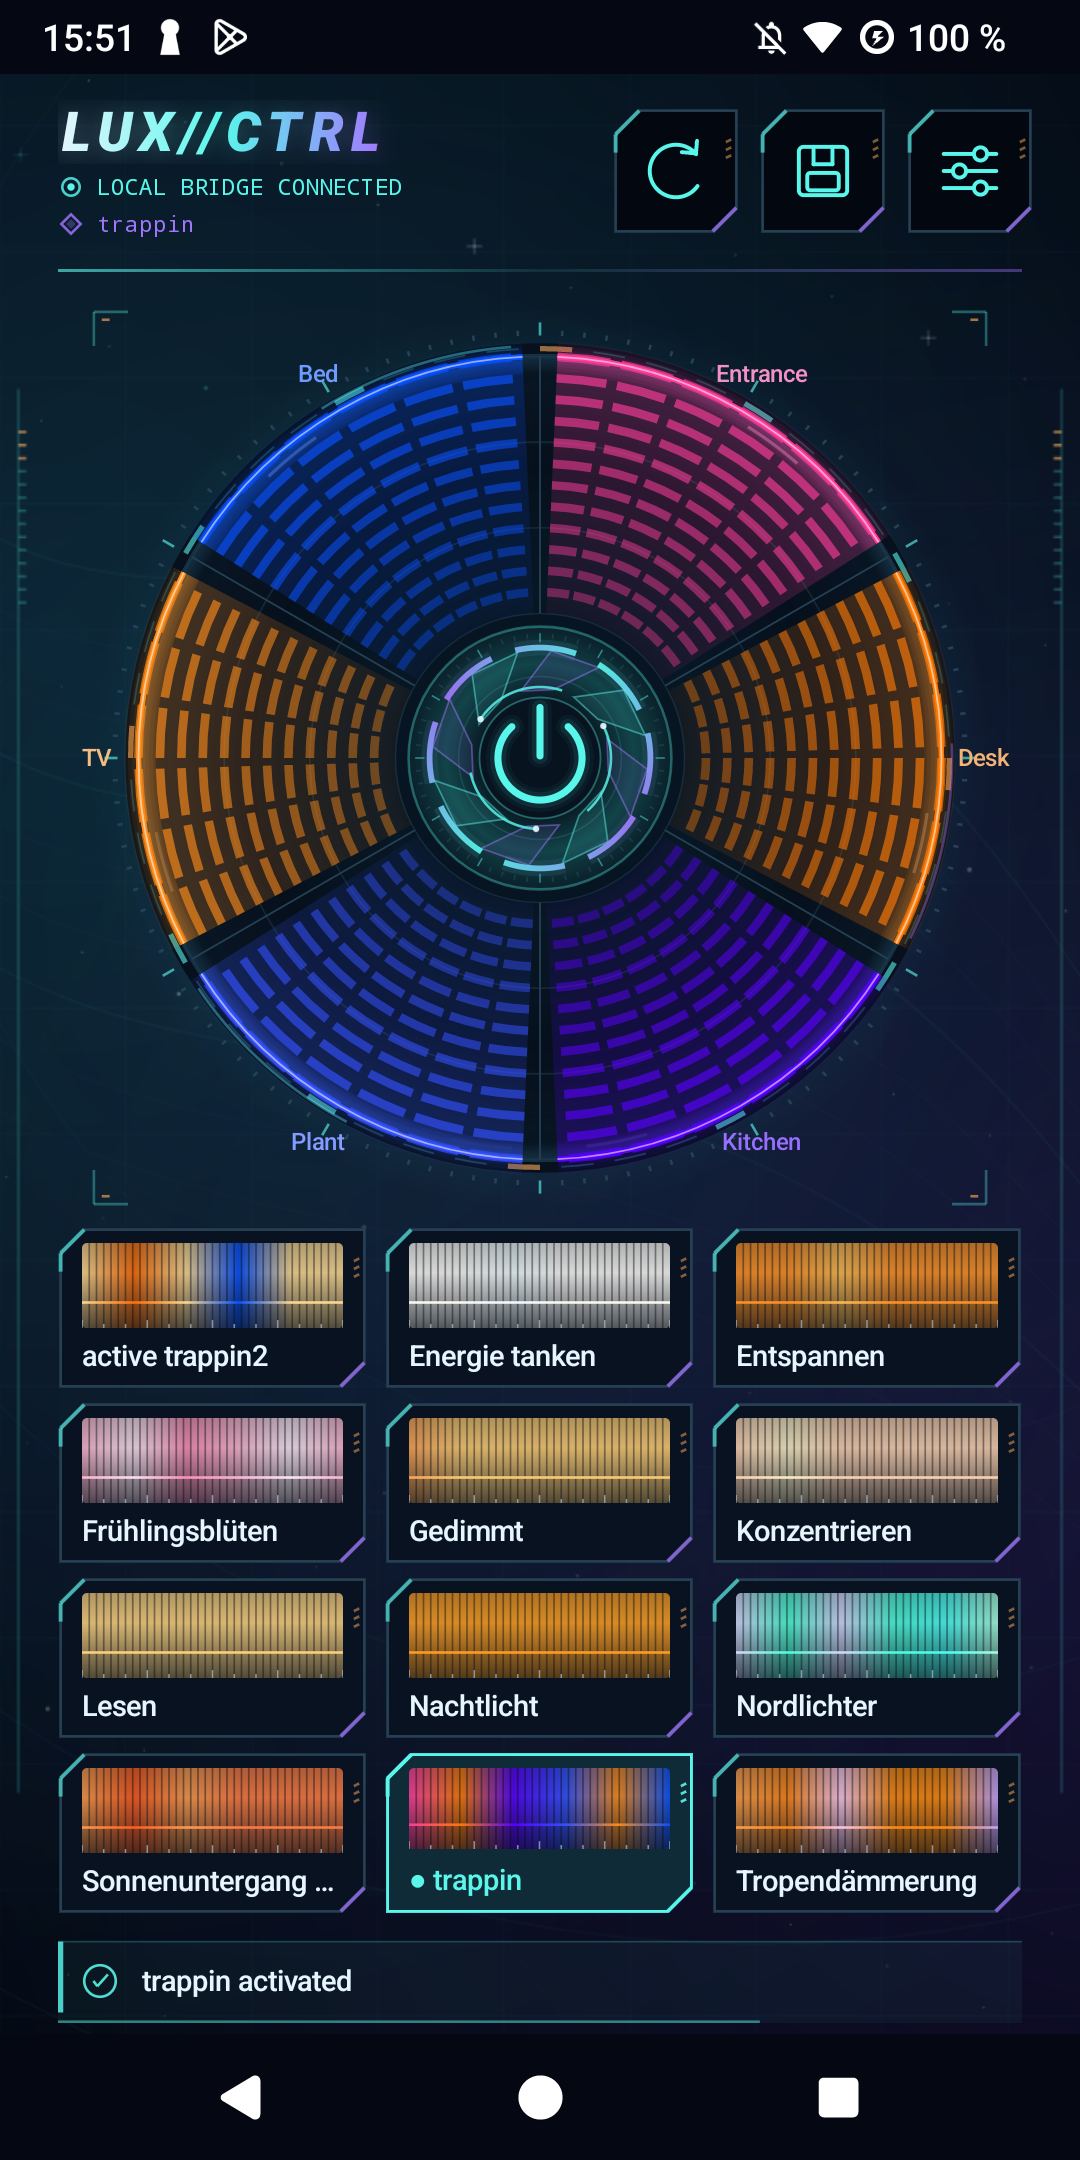 15:51
100 %
LUX//CTRL
LOCAL BRIDGE CONNECTED
trappin
Bed
Entrance
TV
Desk
Plant
Kitchen
active trappin2
Energie tanken
Entspannen
Frühlingsblüten
Gedimmt
Konzentrieren
Lesen
Nachtlicht
Nordlichter
Sonnenuntergang ...
trappin
Tropendämmerung
trappin activated